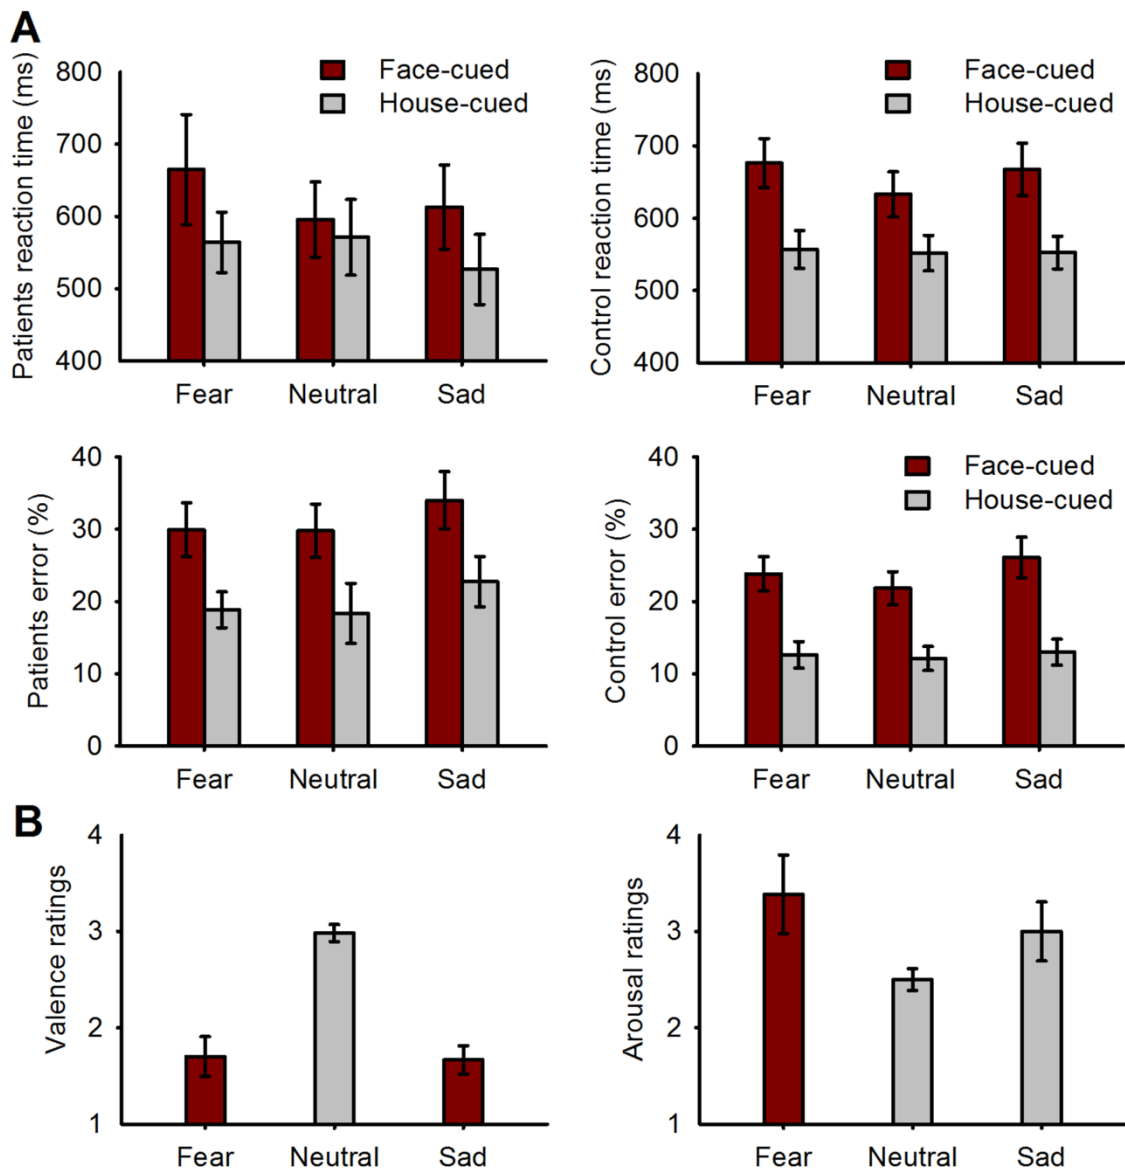 A
Patients reaction time (ms)
800
700
600
500
400
Face-cued
House-cued
Fear Neutral Sad
Control reaction time (ms)
800
700
600
500
400
Face-cued
House-cued
Fear Neutral Sad
Patients error (%)
40
30
20
10
0
Fear Neutral Sad
Control error (%)
40
30
20
10
0
Face-cued
House-cued
Fear Neutral Sad
B
Valence ratings
4
3
2
1
Fear Neutral Sad
Arousal ratings
4
3
2
1
Fear Neutral Sad